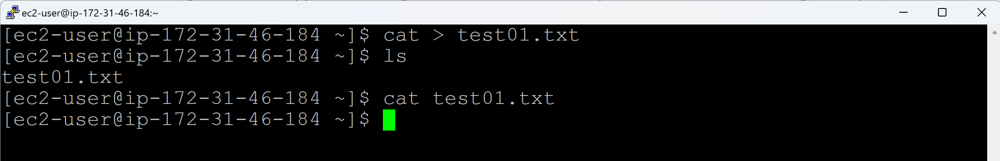 ec2-user@ip-172-31-46-184:~
[ec2-user@ip-172-31-46-184 ~]$ cat > test01.txt
[ec2-user@ip-172-31-46-184 ~]$ ls
test01.txt
[ec2-user@ip-172-31-46-184 ~]$ cat test01.txt
[ec2-user@ip-172-31-46-184 ~]$